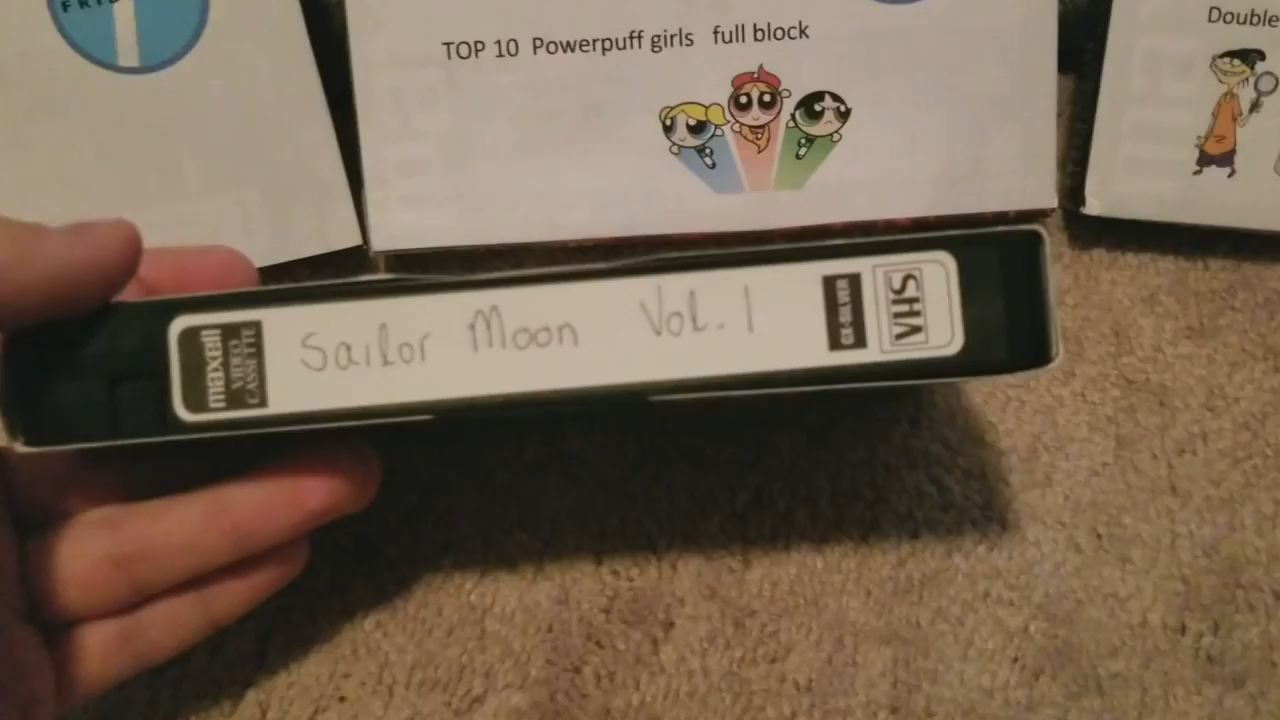 TOP 10 Powerpuff girls full block
Double
maxell
VIDEO
CASSETTE
Sailor Moon Vol. 1
GX-SILVER
VHS